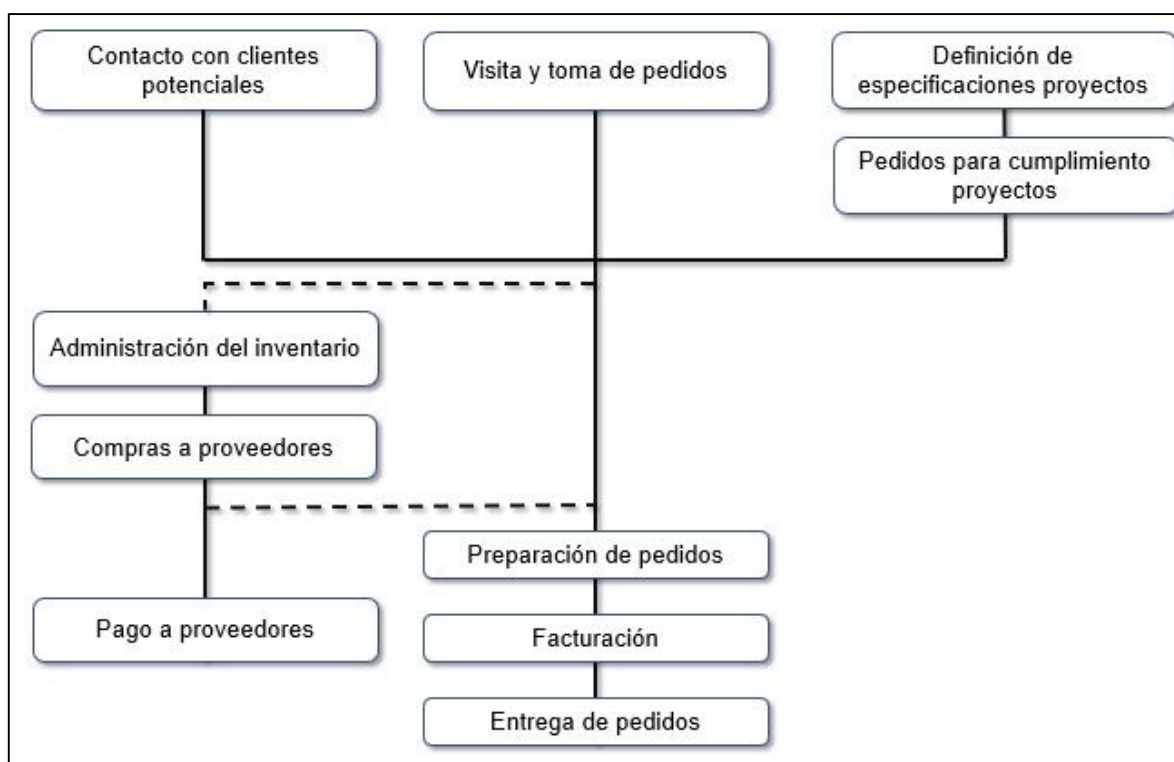 Contacto con clientes
potenciales
Visita y toma de pedidos
Definición de
especificaciones proyectos
Pedidos para cumplimiento
proyectos
Administración del inventario
Compras a proveedores
Preparación de pedidos
Pago a proveedores
Facturación
Entrega de pedidos